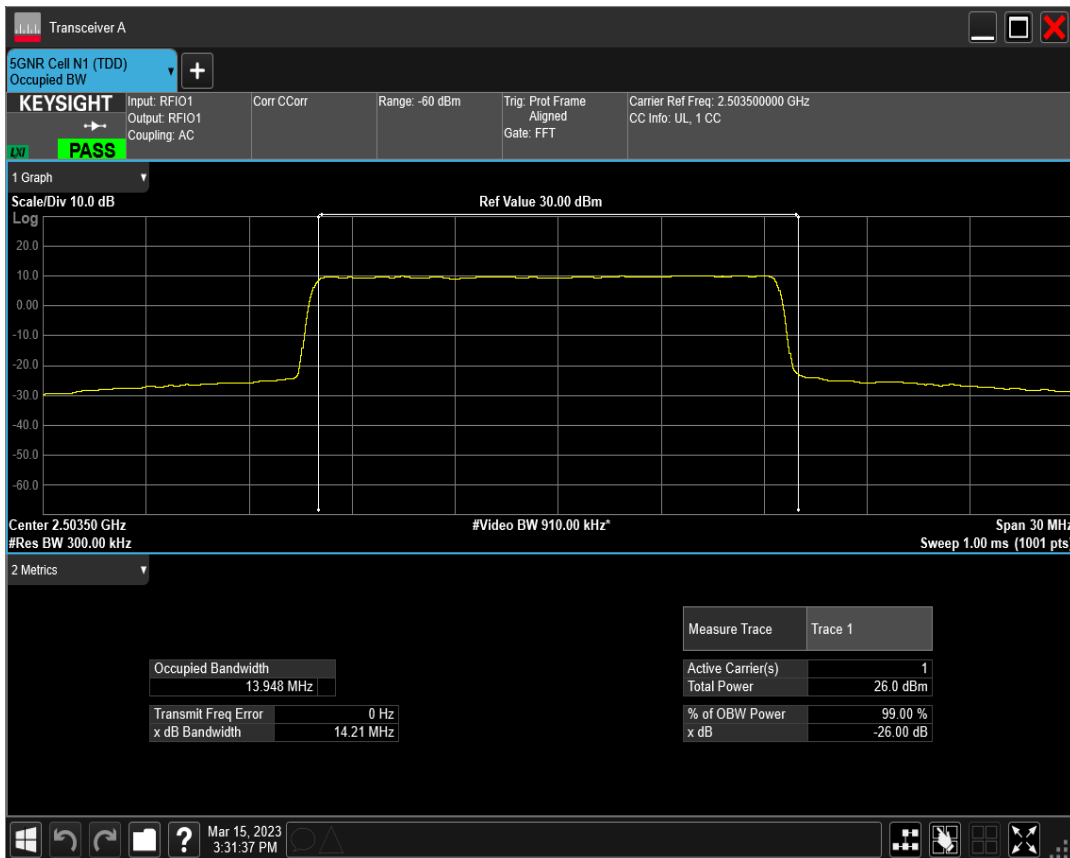 Transceiver A
5GNR Cell N1 (TDD)
Occupied BW
KEYSIGHT
LXI
PASS
Input: RFIO1
Output: RFIO1
Coupling: AC
Corr CCorr
Range: -60 dBm
Trig: Prot Frame
Aligned
Gate: FFT
Carrier Ref Freq: 2.503500000 GHz
CC Info: UL, 1 CC
1 Graph
Scale/Div 10.0 dB
Ref Value 30.00 dBm
Log
20.0
10.0
0.00
-10.0
-20.0
-30.0
-40.0
-50.0
-60.0
Center 2.50350 GHz
#Video BW 910.00 kHz*
Span 30 MHz
#Res BW 300.00 kHz
Sweep 1.00 ms (1001 pts)
2 Metrics
Measure Trace Trace 1
Occupied Bandwidth
13.948 MHz
Active Carrier(s) 1
Total Power 26.0 dBm
Transmit Freq Error 0 Hz
x dB Bandwidth 14.21 MHz
% of OBW Power 99.00 %
x dB -26.00 dB
?
Mar 15, 2023
3:31:37 PM